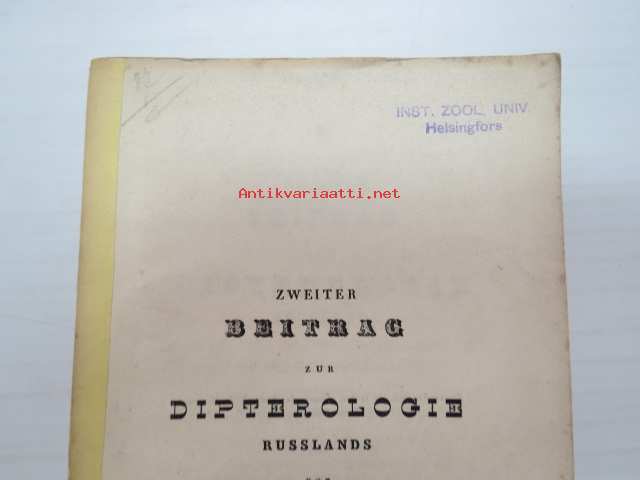 INST. ZOOL. UNIV.
Helsingfors
Antikvariaatti.net
ZWEITER
BEITRAG
ZUR
DIPTEROLOGIE
RUSSLANDS